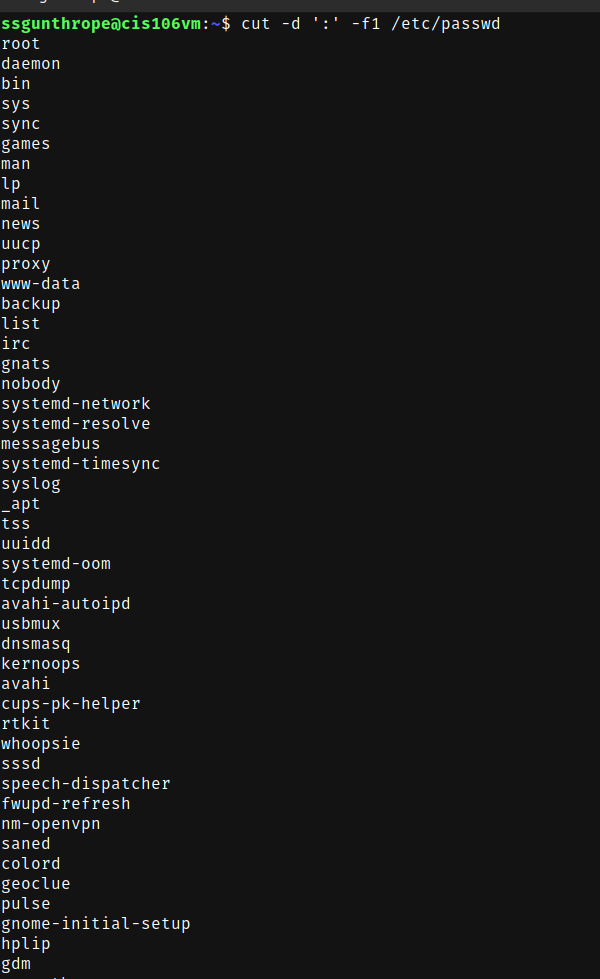 ssgunthrope@cis106vm:~$ cut -d ':' -f1 /etc/passwd
root
daemon
bin
sys
sync
games
man
lp
mail
news
uucp
proxy
www-data
backup
list
irc
gnats
nobody
systemd-network
systemd-resolve
messagebus
systemd-timesync
syslog
_apt
tss
uuidd
systemd-oom
tcpdump
avahi-autoipd
usbmux
dnsmasq
kernoops
avahi
cups-pk-helper
rtkit
whoopsie
sssd
speech-dispatcher
fwupd-refresh
nm-openvpn
saned
colord
geoclue
pulse
gnome-initial-setup
hplip
gdm